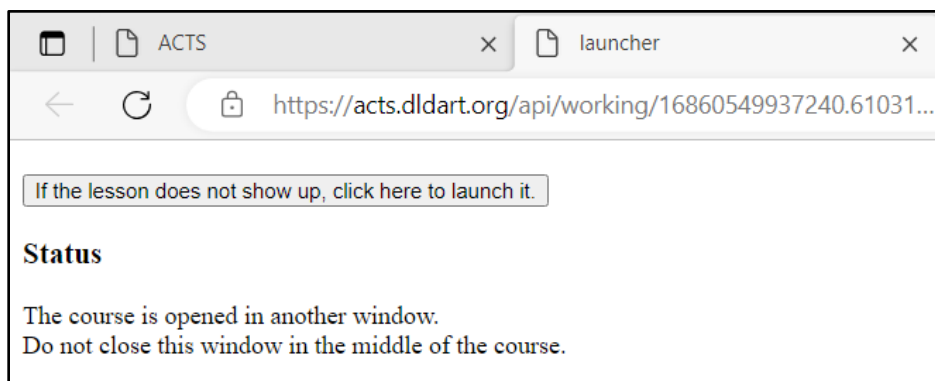 ACTS
launcher
https://acts.dldart.org/api/working/16860549937240.61031...
If the lesson does not show up, click here to launch it.
Status
The course is opened in another window.
Do not close this window in the middle of the course.